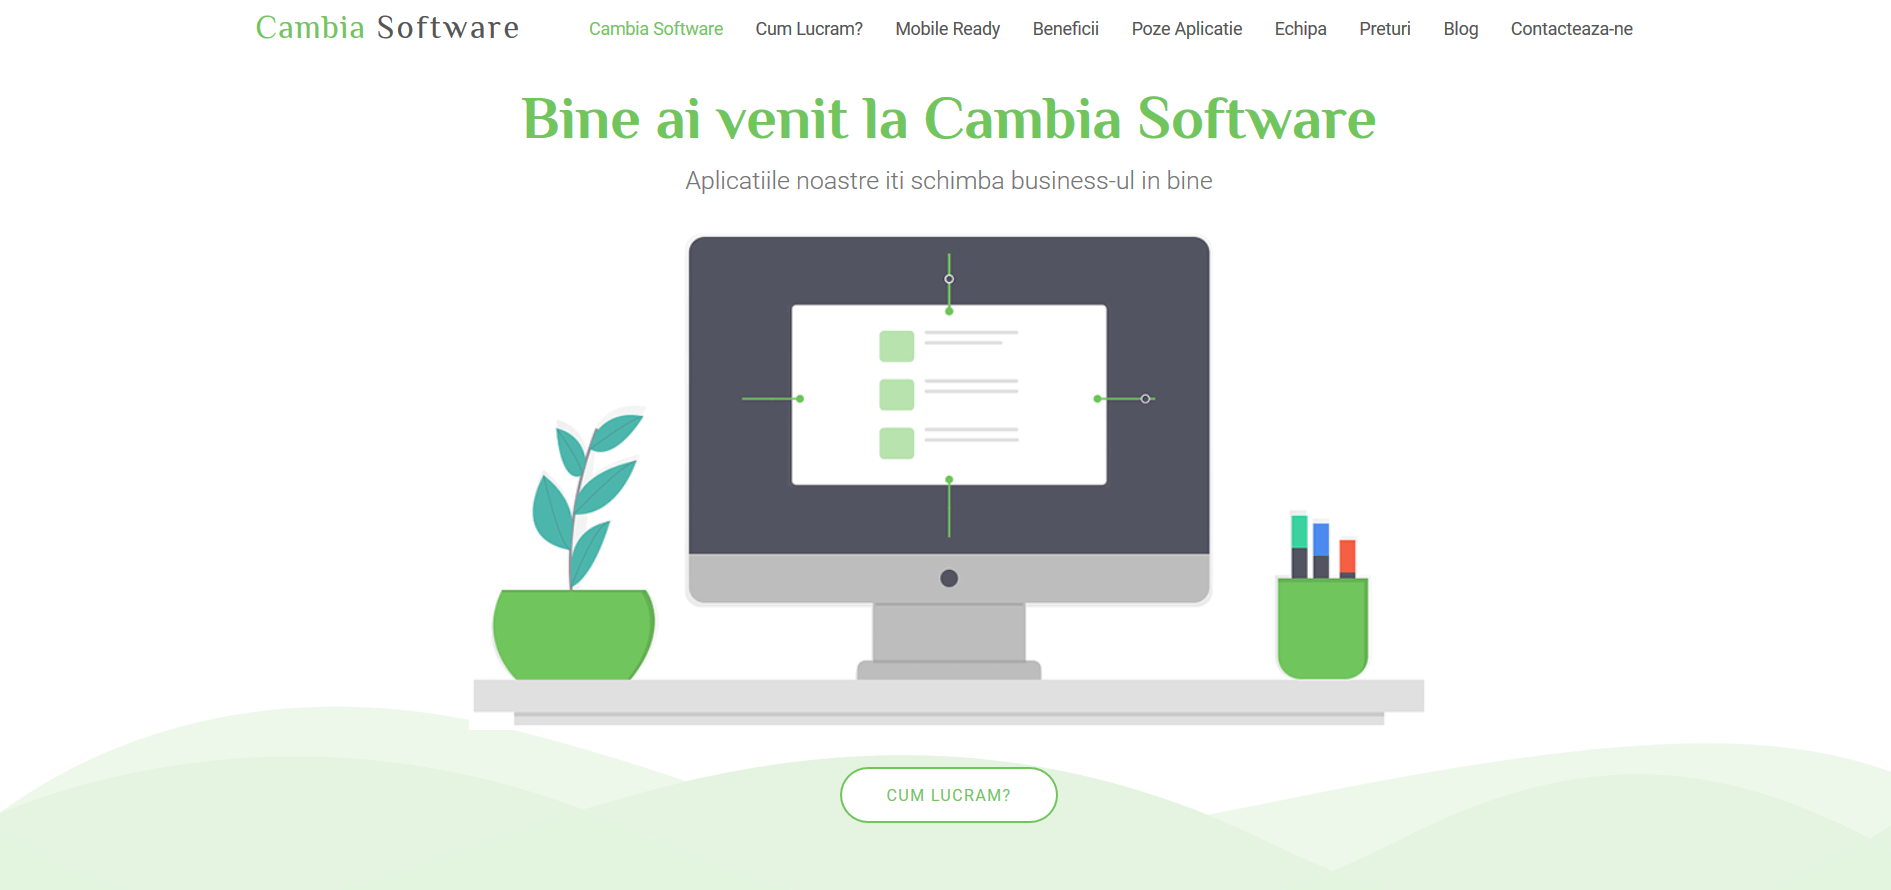 Cambia Software
Cambia Software Cum Lucram? Mobile Ready Beneficii Poze Aplicatie Echipa Preturi Blog Contacteaza-ne
Bine ai venit la Cambia Software
Aplicatiile noastre iti schimba business-ul in bine
CUM LUCRAM?